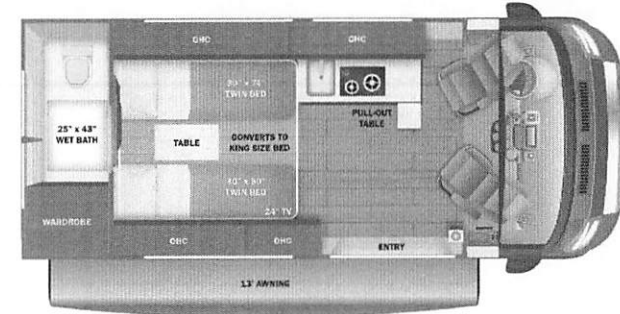 OHC
OHC
TWIN BED
25" x 43"
WET BATH
PULL-OUT
TABLE
TABLE
CONVERTS TO
KING SIZE BED
TWIN BED
24" TV
WARDROBE
OHC
OHC
ENTRY
13' AWNING